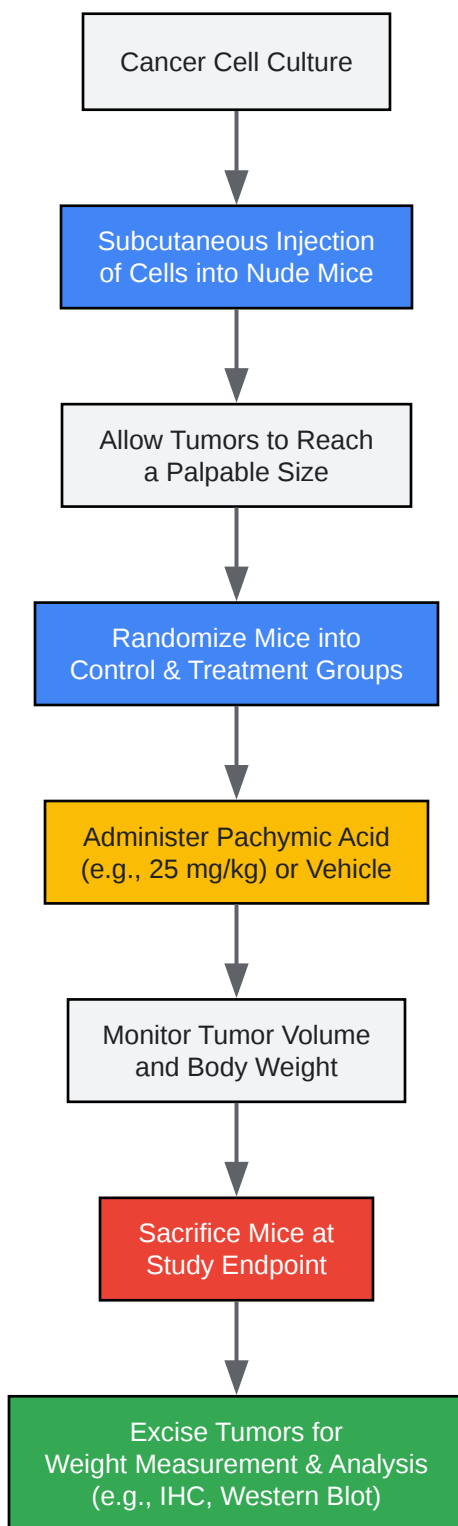 Cancer Cell Culture
Subcutaneous Injection
of Cells into Nude Mice
Allow Tumors to Reach
a Palpable Size
Randomize Mice into
Control & Treatment Groups
Administer Pachymic Acid
(e.g., 25 mg/kg) or Vehicle
Monitor Tumor Volume
and Body Weight
Sacrifice Mice at
Study Endpoint
Excise Tumors for
Weight Measurement & Analysis
(e.g., IHC, Western Blot)